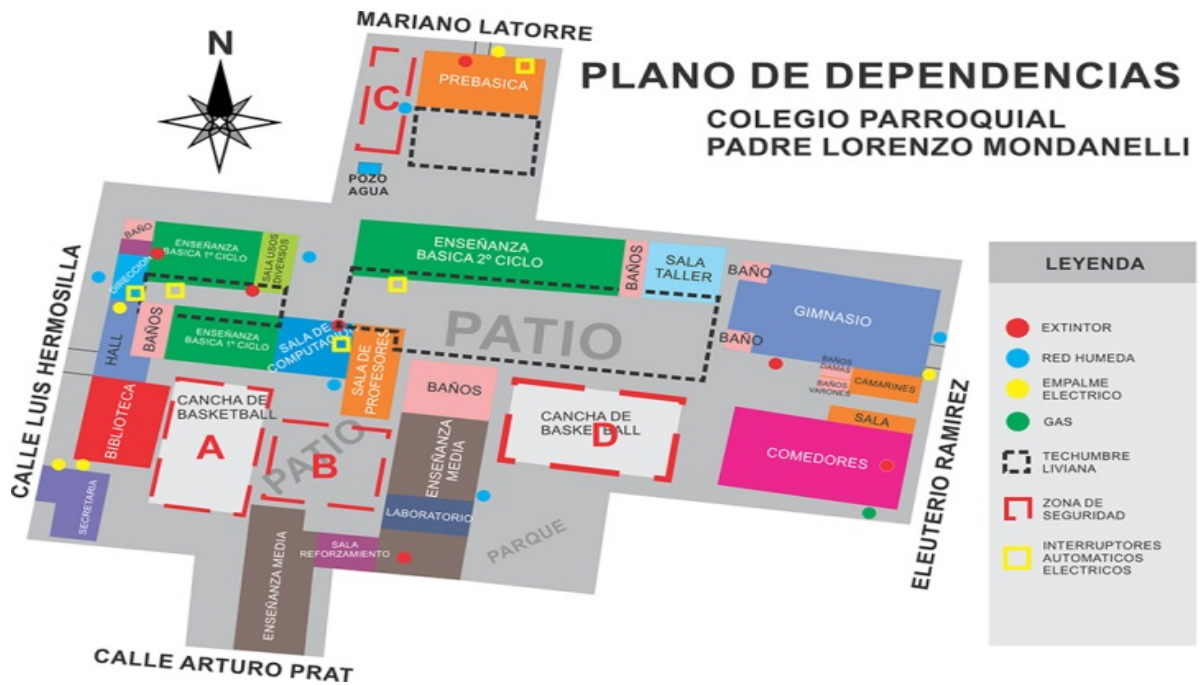 MARIANO LATORRE
N
PLANO DE DEPENDENCIAS
COLEGIO PARROQUIAL
PADRE LORENZO MONDANELLI
PREBASICA
C
POZO
AGUA
CALLE LUIS HERMOSILLA
BAÑO
ENSEÑANZA
BASICA 1º CICLO
SALA USOS
DIVERSOS
DIRECCION
ENSEÑANZA
BASICA 2º CICLO
BAÑOS
SALA
TALLER
BAÑO
GIMNASIO
PATIO
HALL
BAÑOS
ENSEÑANZA
BASICA 1º CICLO
SALA DE
COMPUTACION
SALA DE
PROFESORES
BAÑO
BAÑOS
DAMAS
BAÑOS
VARONES
CAMARINES
SALA
COMEDORES
ELEUTERIO RAMIREZ
BIBLIOTECA
CANCHA DE
BASKETBALL
A
PATIO
B
BAÑOS
ENSEÑANZA
MEDIA
CANCHA DE
BASKETBALL
D
SECRETARIA
LABORATORIO
SALA
REFORZAMIENTO
PARQUE
ENSEÑANZA MEDIA
CALLE ARTURO PRAT
LEYENDA
EXTINTOR
RED HUMEDA
EMPALME
ELECTRICO
GAS
TECHUMBRE
LIVIANA
ZONA DE
SEGURIDAD
INTERRUPTORES
AUTOMATICOS
ELECTRICOS